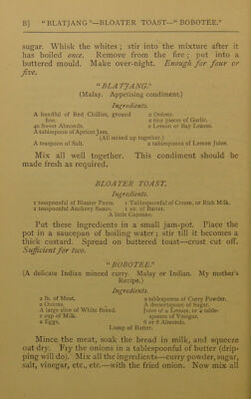 B] "BLATJANG"—BLOATER TOAST—"BOBOTEE."
sugar. Whisk the whites; stir into the mixture after it
has boiled once. Remove from the fire; put into a
buttered mould. Make over-night. Enough for four or
five.
"BLATJANG."
(Malay. Appetising condiment.)
Ingredients.
A handful of Red Chillies, pound
fine.
40 Sweet Almonds.
A tablespoon of Apricot Jam.
2 Onions.
2 tiny pieces of Garlic.
2 Lemon or Bay Leaves.
(All mixed up together.)
A teaspoon of Salt.
2 tablespoons of Lemon Juice.
Mix all well together. This condiment should be
made fresh as required.
BLOATER TOAST.
Ingredients.
1 teaspoonful of Bloater Paste.
1 teaspoonful Anchovy Sauce.
1 Tablespoonful of Cream, or Rich Milk.
1 oz. of Butter.
A little Cayenne.
Put these ingredients in a small jam-pot. Place the
pot in a saucepan of boiling water; stir till it becomes a
thick custard. Spread on buttered toast—crust cut off.
Sufficient for two.
"BOBOTEE."
(A delicate Indian minced curry. Malay or Indian. My mother's
Recipe.)
Ingredients.
2 lb. of Meat.
2 Onions.
A large slice of White Bread.
1 cup of Milk.
2 Eggs.
2 tablespoons of Curry Powder.
A dessertspoon of Sugar.
Juice of a Lemon, or 2 table-
spoons of Vinegar.
6 or 8 Almonds.
Lump of Butter.
Mince the meat, soak the bread in milk, and squeeze
out dry. Fry the onions in a tablespoonful of butter (drip-
ping will do). Mix all the ingredients—curry powder, sugar,
salt, vinegar, etc., etc.—with the fried onion. Now mix all